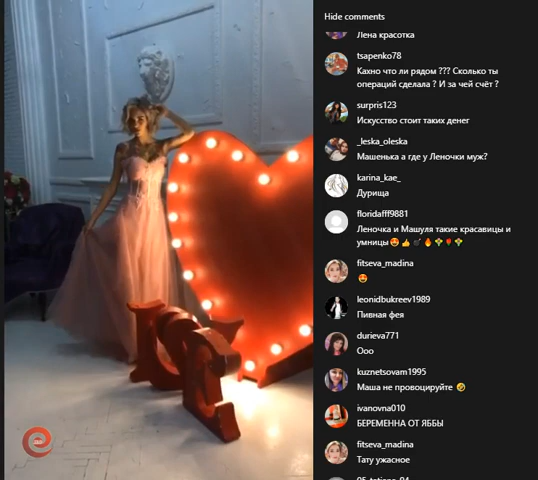 Hide comments
Лена красотка
tsapenko78
Кахно что ли рядом ??? Сколько ты
операций сделала ? И за чей счёт ?
surpris123
Искусство стоит таких денег
_leska_oleska
Машенька а где у Леночки муж?
karina_kae_
Дурища
floridafff9881
Леночка и Машуля такие красавицы и
умницы😍👍💣🔥💐🌹💐
fitseva_madina
😍
leonidbukreev1989
Пивная фея
durieva771
Ооо
kuznetsovam1995
Маша не провоцируйте 🤣
ivanovna010
БЕРЕМЕННА ОТ ЯББЫ
fitseva_madina
Тату ужасное